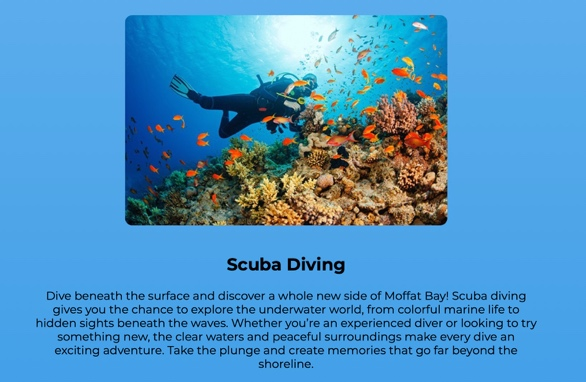 Scuba Diving
Dive beneath the surface and discover a whole new side of Moffat Bay! Scuba diving
gives you the chance to explore the underwater world, from colorful marine life to
hidden sights beneath the waves. Whether you're an experienced diver or looking to try
something new, the clear waters and peaceful surroundings make every dive an
exciting adventure. Take the plunge and create memories that go far beyond the
shoreline.